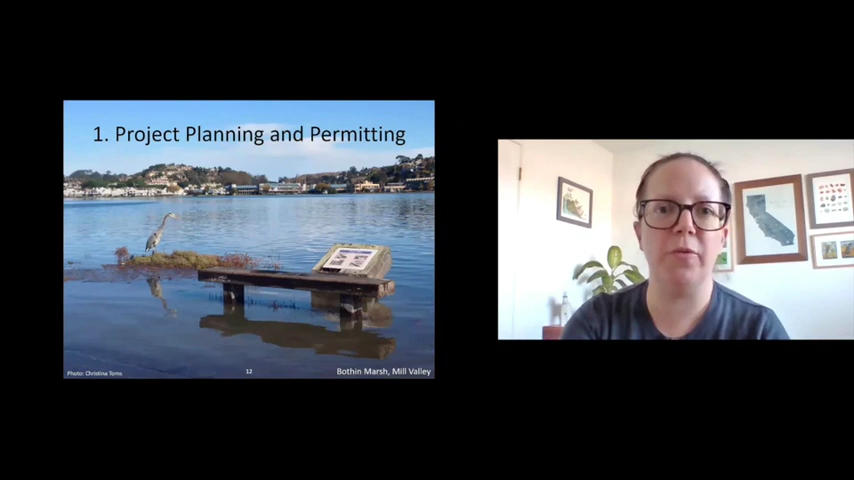 1. Project Planning and Permitting
Photo: Christina Toms
12
Bothin Marsh, Mill Valley